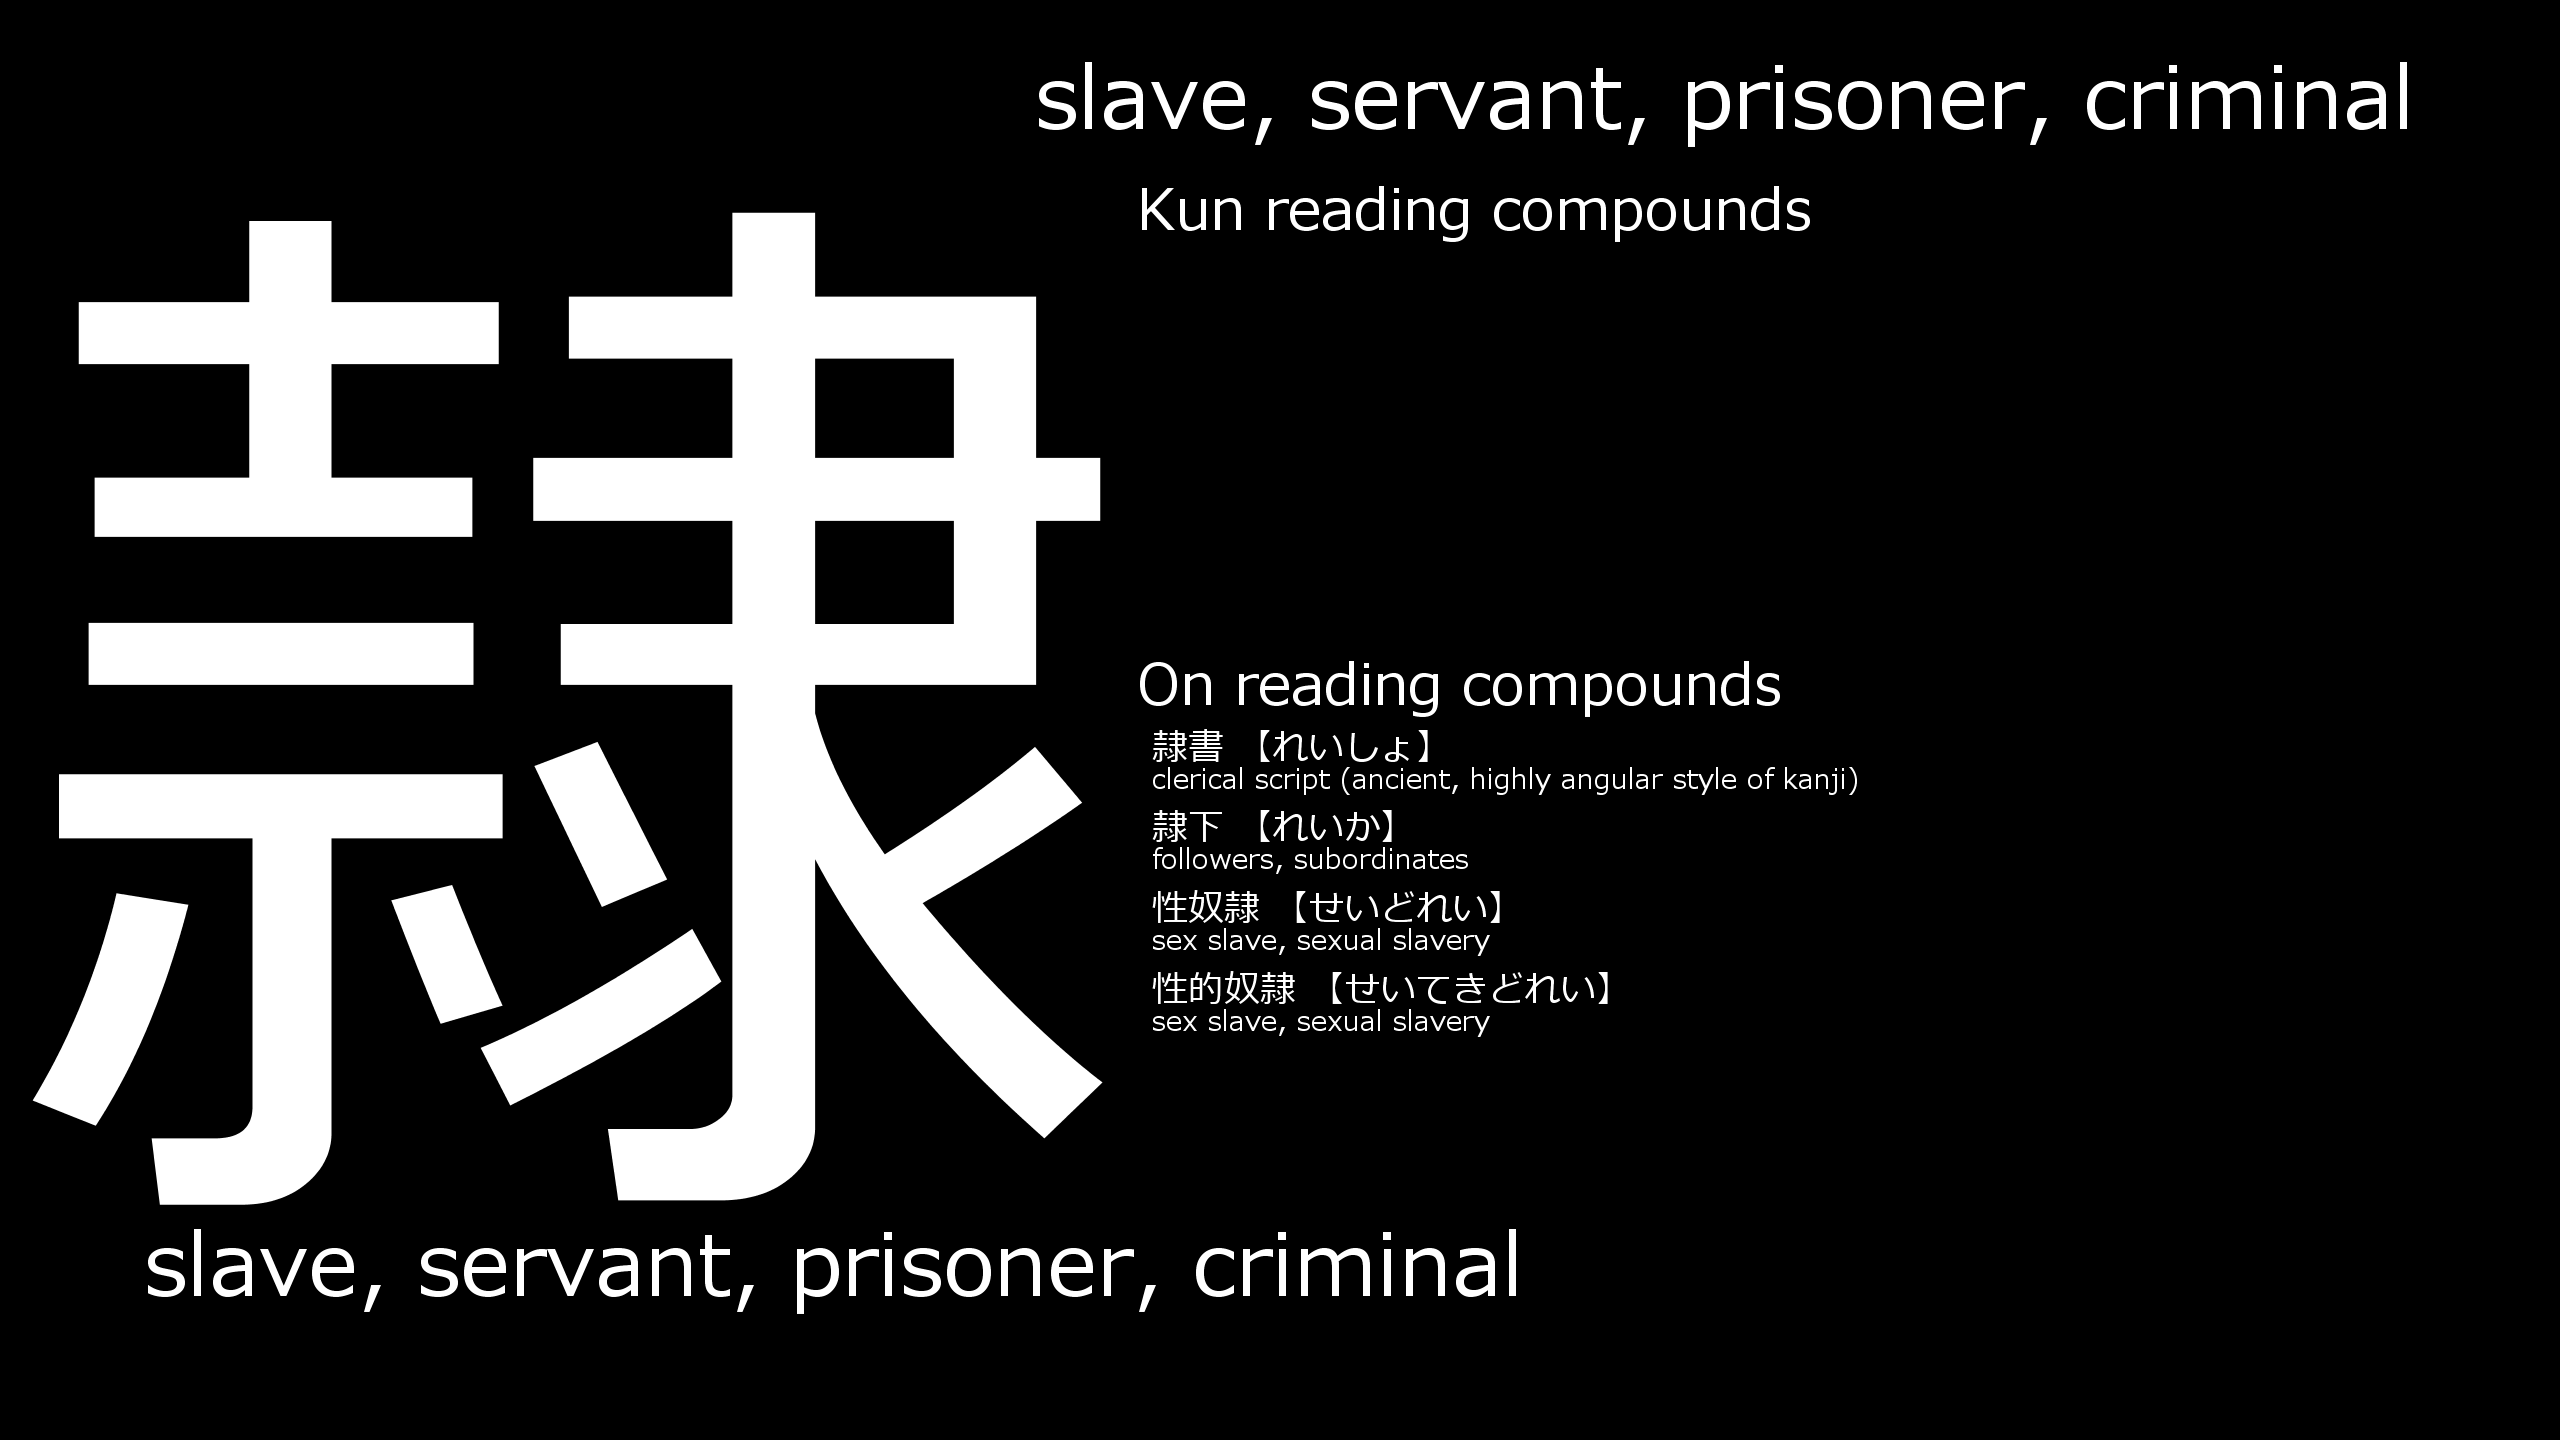 slave, servant, prisoner, criminal
隷
Kun reading compounds
On reading compounds
隷書 【れいしょ】
clerical script (ancient, highly angular style of kanji)
隷下 【れいか】
followers, subordinates
性奴隷 【せいどれい】
sex slave, sexual slavery
性的奴隷 【せいてきどれい】
sex slave, sexual slavery
slave, servant, prisoner, criminal